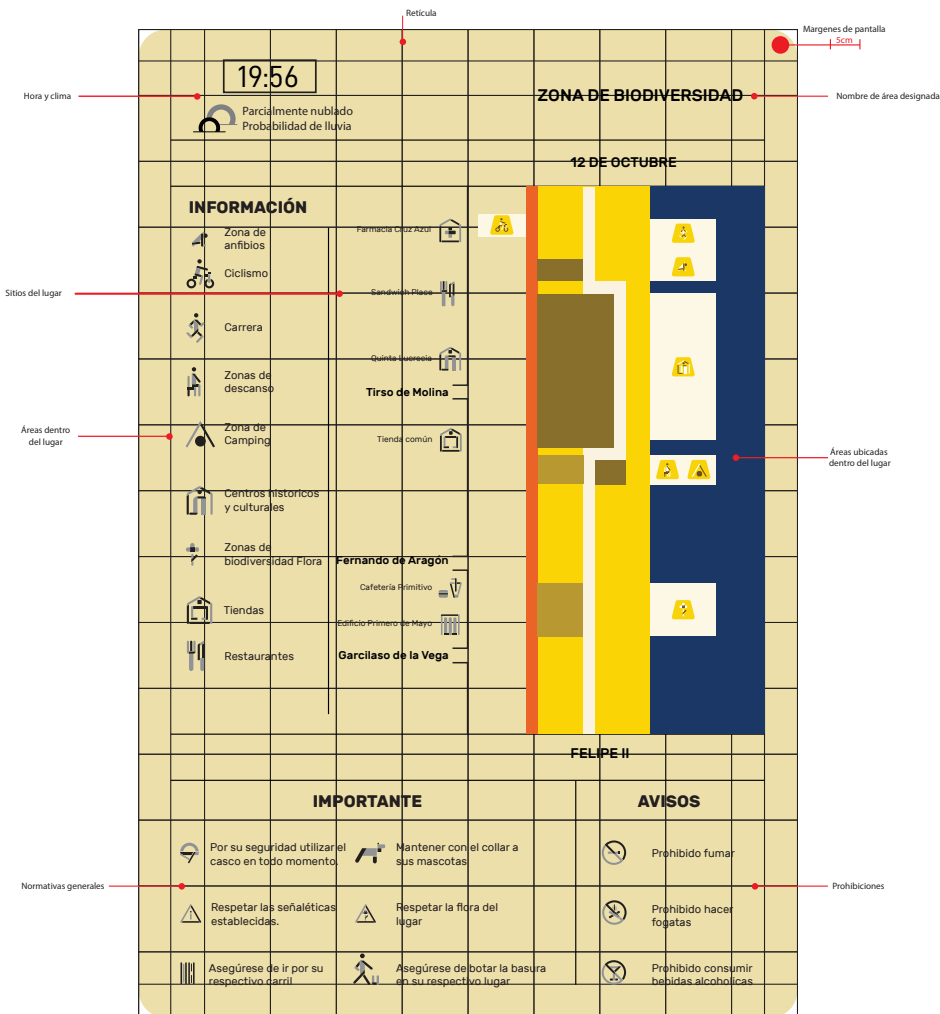 Retícula
Margenes de pantalla
5cm
19:56
Hora y clima
ZONA DE BIODIVERSIDAD
Nombre de área designada
Parcialmente nublado
Probabilidad de lluvia
12 DE OCTUBRE
INFORMACIÓN
Zona de
anfibios
Ciclismo
Carrera
Zonas de
descanso
Zona de
Camping
Centros historicos
y culturales
Zonas de
biodiversidad Flora
Tiendas
Restaurantes
Sitios del lugar
Áreas dentro
del lugar
Farmacia Cruz Azul
Sandwich Place
Quinta Lucrecia
Tirso de Molina
Tienda común
Fernando de Aragón
Cafetería Primitivo
Edificio Primero de Mayo
Garcilaso de la Vega
Áreas ubicadas
dentro del lugar
FELIPE II
IMPORTANTE
AVISOS
Por su seguridad utilizar el
casco en todo momento.
Mantener con el collar a
sus mascotas
Prohibido fumar
Normativas generales
Prohibiciones
Respetar las señaléticas
establecidas.
Respetar la flora del
lugar
Prohibido hacer
fogatas
Asegúrese de ir por su
respectivo carril
Asegúrese de botar la basura
en su respectivo lugar
Prohibido consumir
bebidas alcoholicas